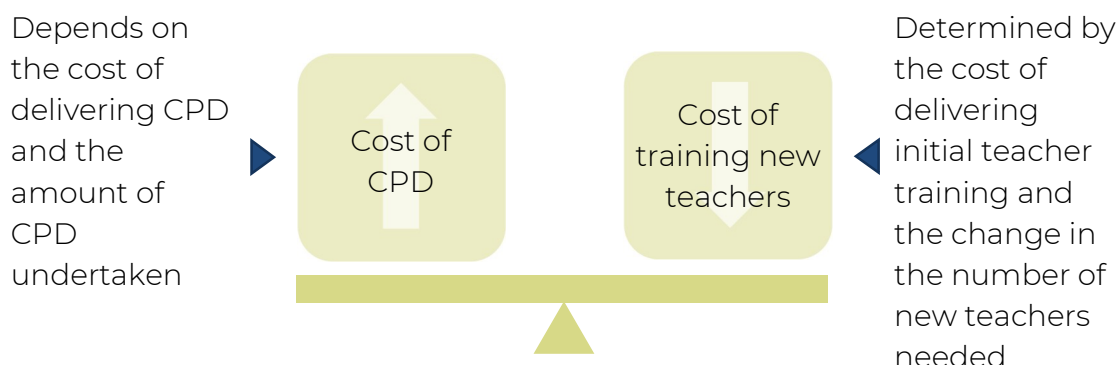 Depends on
the cost of
delivering CPD
and the
amount of
CPD
undertaken
Cost of
CPD
Cost of
training new
teachers
Determined by
the cost of
delivering
initial teacher
training and
the change in
the number of
new teachers
needed